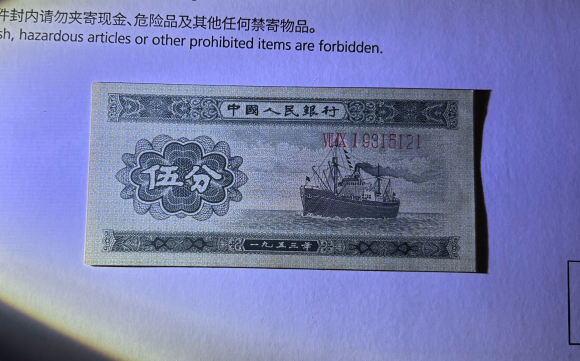 件封内请勿夹寄现金、危险品及其他任何禁寄物品。
sh, hazardous articles or other prohibited items are forbidden.
中國人民銀行
I 0316121
伍分
一九五三年